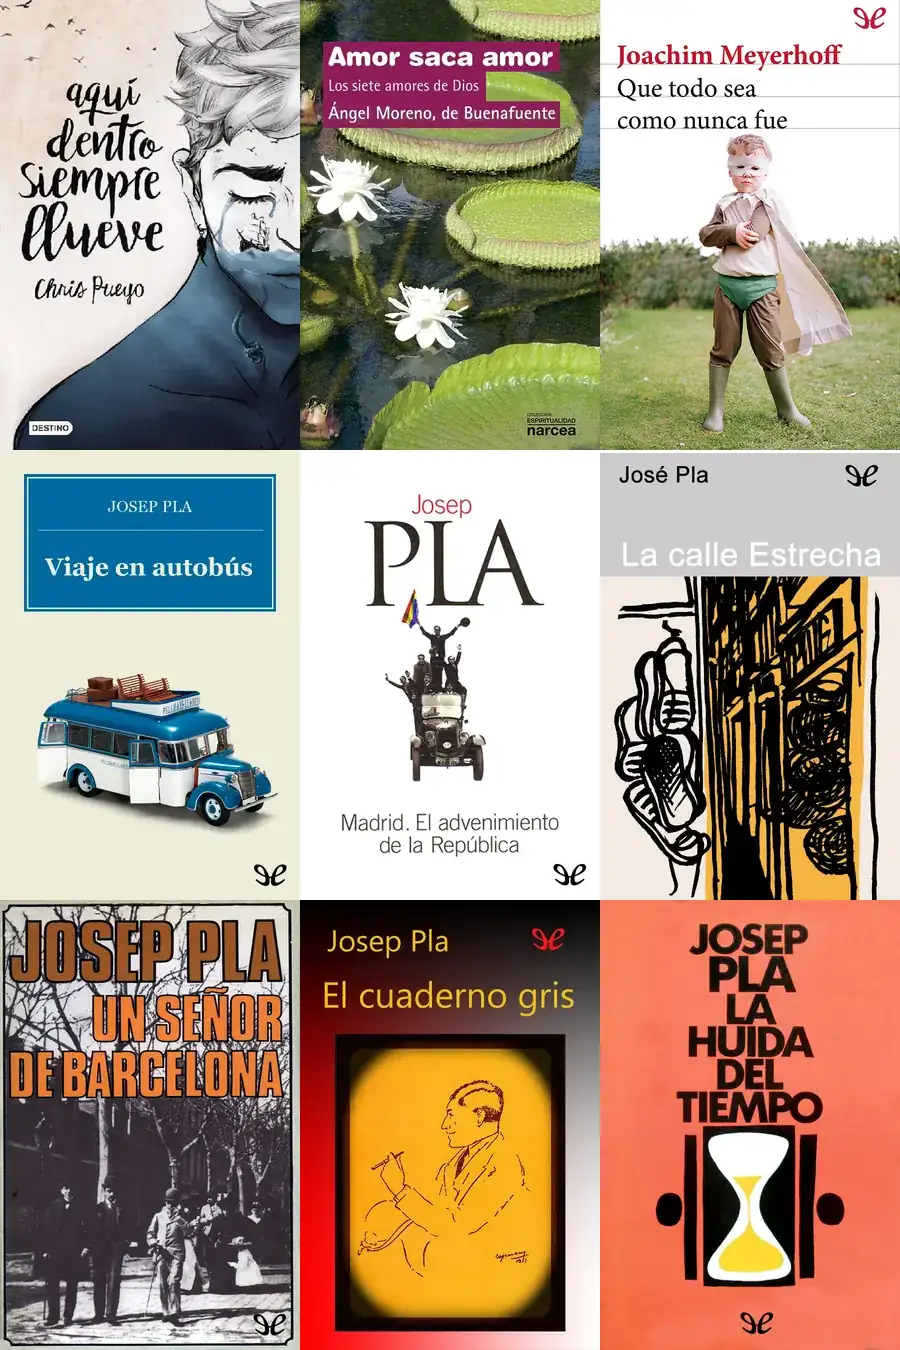 aquí
dentro
siempre
llueve
Chris Pueyo
DESTINO
Amor saca amor
Los siete amores de Dios
Ángel Moreno, de Buenafuente
COLECCIÓN
ESPIRITUALIDAD
narcea
Joachim Meyerhoff
Que todo sea
como nunca fue
JOSEP PLA
Viaje en autobús
Josep
PLA
Madrid. El advenimiento
de la República
José Pla
La calle Estrecha
JOSEP PLA
UN SEÑOR
DE BARCELONA
Josep Pla
El cuaderno gris
JOSEP
PLA
LA
HUIDA
DEL
TIEMPO